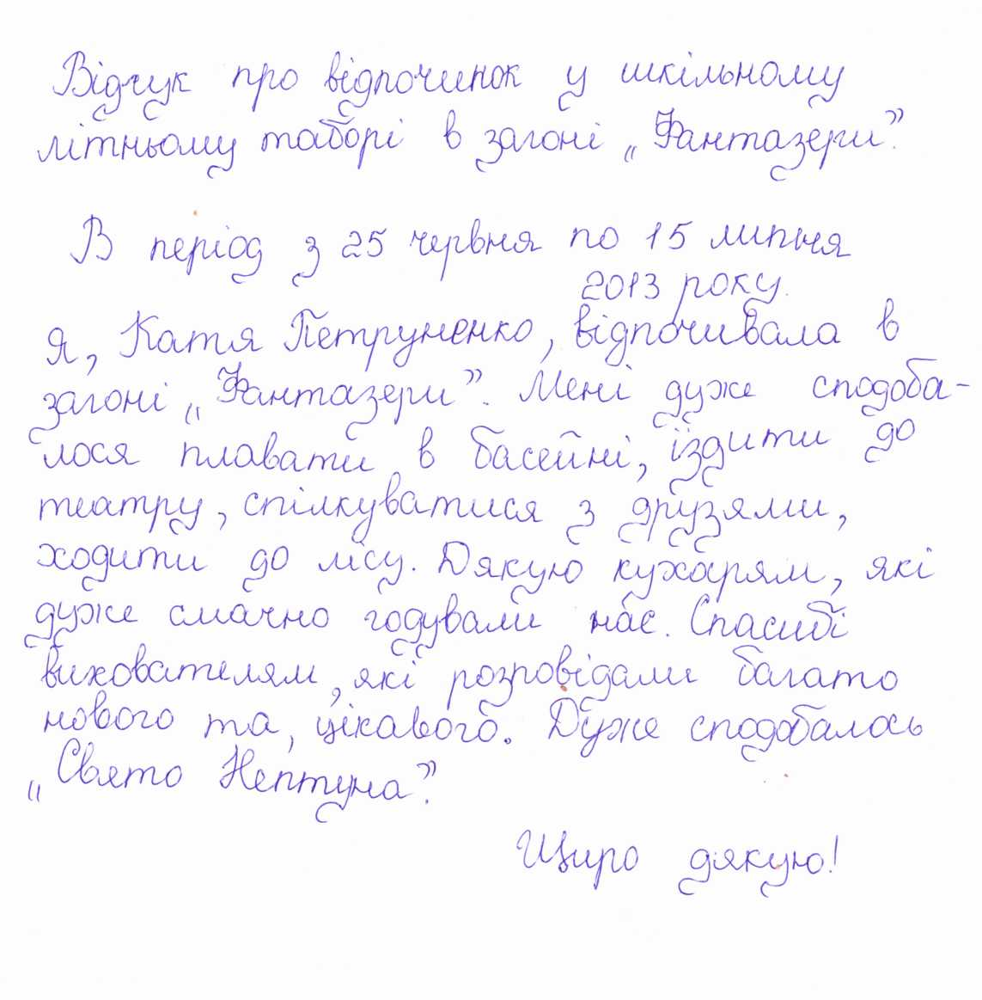 Відгук про відпочинок у шкільному
літньому таборі в загоні „Фантазери”.
В період з 25 червня по 15 липня
2013 року.
Я, Катя Петруненко, відпочивала в
загоні „Фантазери”. Мені дуже сподоба-
лося плавати в басейні, їздити до
театру, спілкуватися з друзями,
ходити до лісу. Дякую кухарям, які
дуже смачно годували нас. Спасибі
вихователям, які розповідали багато
нового та, цікавого. Дуже сподобалось
„Свято Нептуна”.
Щиро дякую!